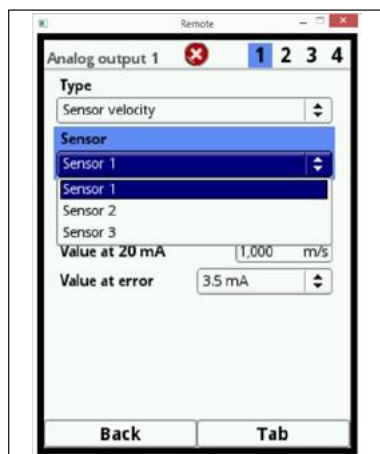 Remote
Analog output 1 1 2 3 4
Type
Sensor velocity
Sensor
Sensor 1
Sensor 1
Sensor 2
Sensor 3
Value at 20 mA 1,000 m/s
Value at error 3.5 mA
Back Tab